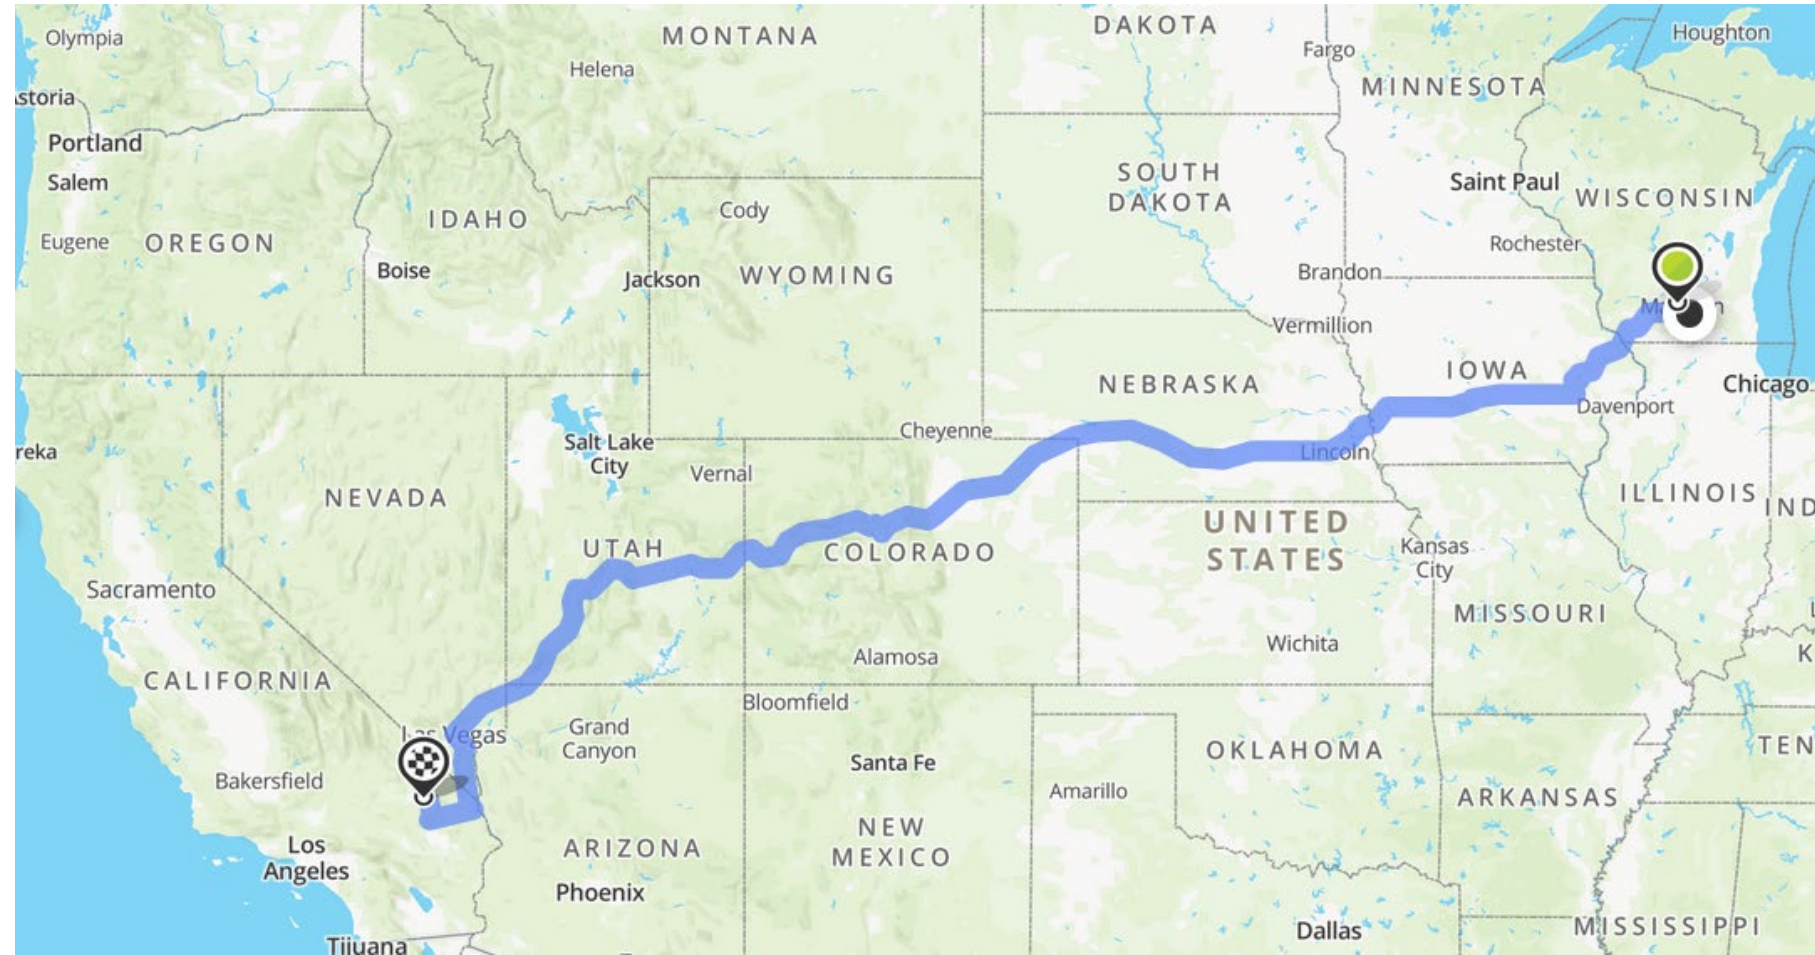 DAKOTA
Houghton
MONTANA
Olympia
Fargo
Helena
MINNESOTA
storia
Portland
SOUTH
DAKOTA
Salem
Saint Paul
WISCONSIN
Cody
IDAHO
Eugene
OREGON
Rochester
Boise
Brandon
Jackson
WYOMING
Vermillion
IOWA
NEBRASKA
Chicago
Davenport
Cheyenne
Salt Lake
City
reka
Lincoln
Vernal
NEVADA
ILLINOIS
IND
UNITED
STATES
UTAH
COLORADO
Kansas
City
Sacramento
MISSOURI
Wichita
K
Alamosa
CALIFORNIA
Bloomfield
Grand
Canyon
Las Vegas
OKLAHOMA
TEN
Santa Fe
Bakersfield
Amarillo
ARKANSAS
NEW
MEXICO
Los
Angeles
ARIZONA
Phoenix
MISSISSIPPI
Dallas
Tijuana